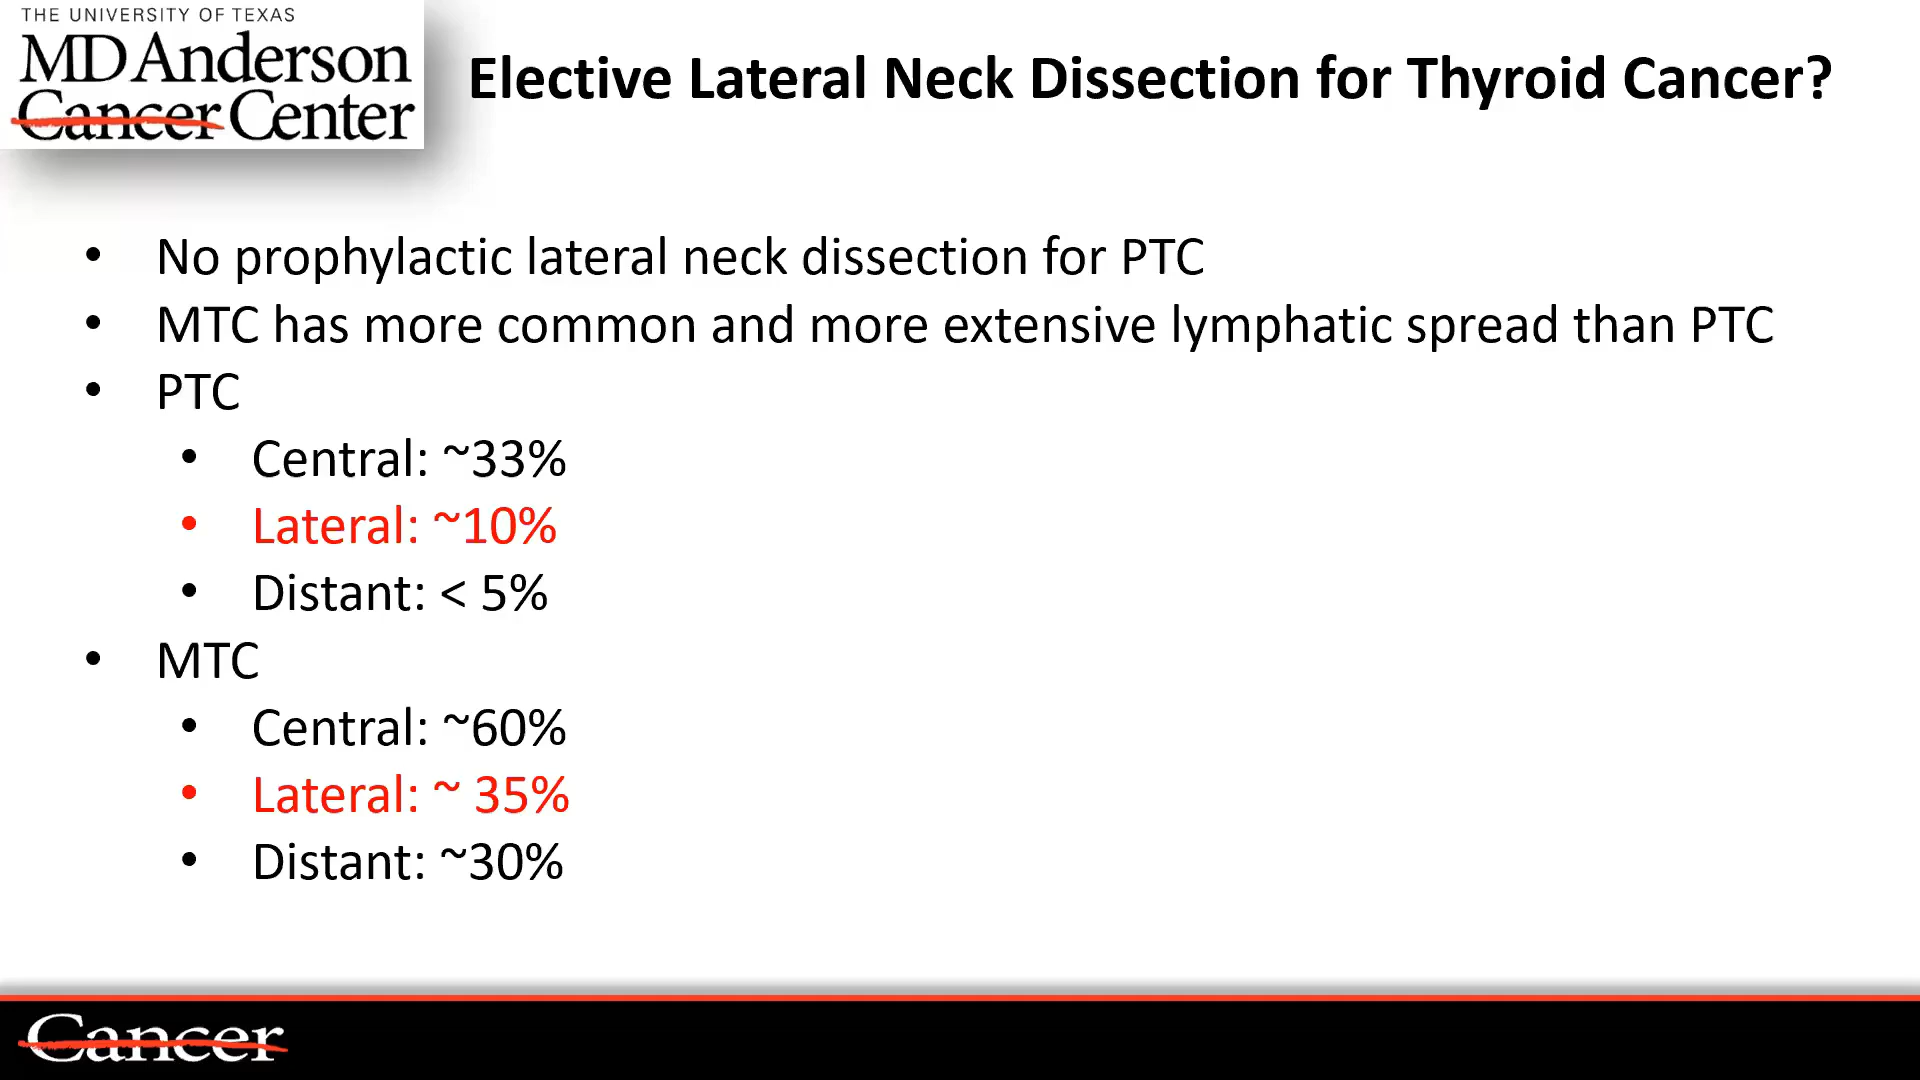 THE UNIVERSITY OF TEXAS
MD Anderson
Cancer Center
Elective Lateral Neck Dissection for Thyroid Cancer?
• No prophylactic lateral neck dissection for PTC
• MTC has more common and more extensive lymphatic spread than PTC
• PTC
• Central: ~33%
• Lateral: ~10%
• Distant: < 5%
• MTC
• Central: ~60%
• Lateral: ~ 35%
• Distant: ~30%
Cancer